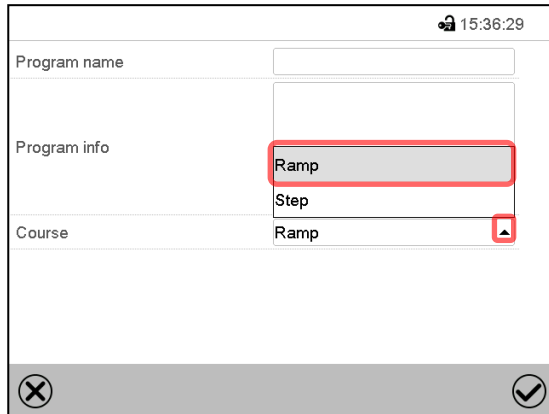 15:36:29
Program name
Program info
Ramp
Step
Course
Ramp